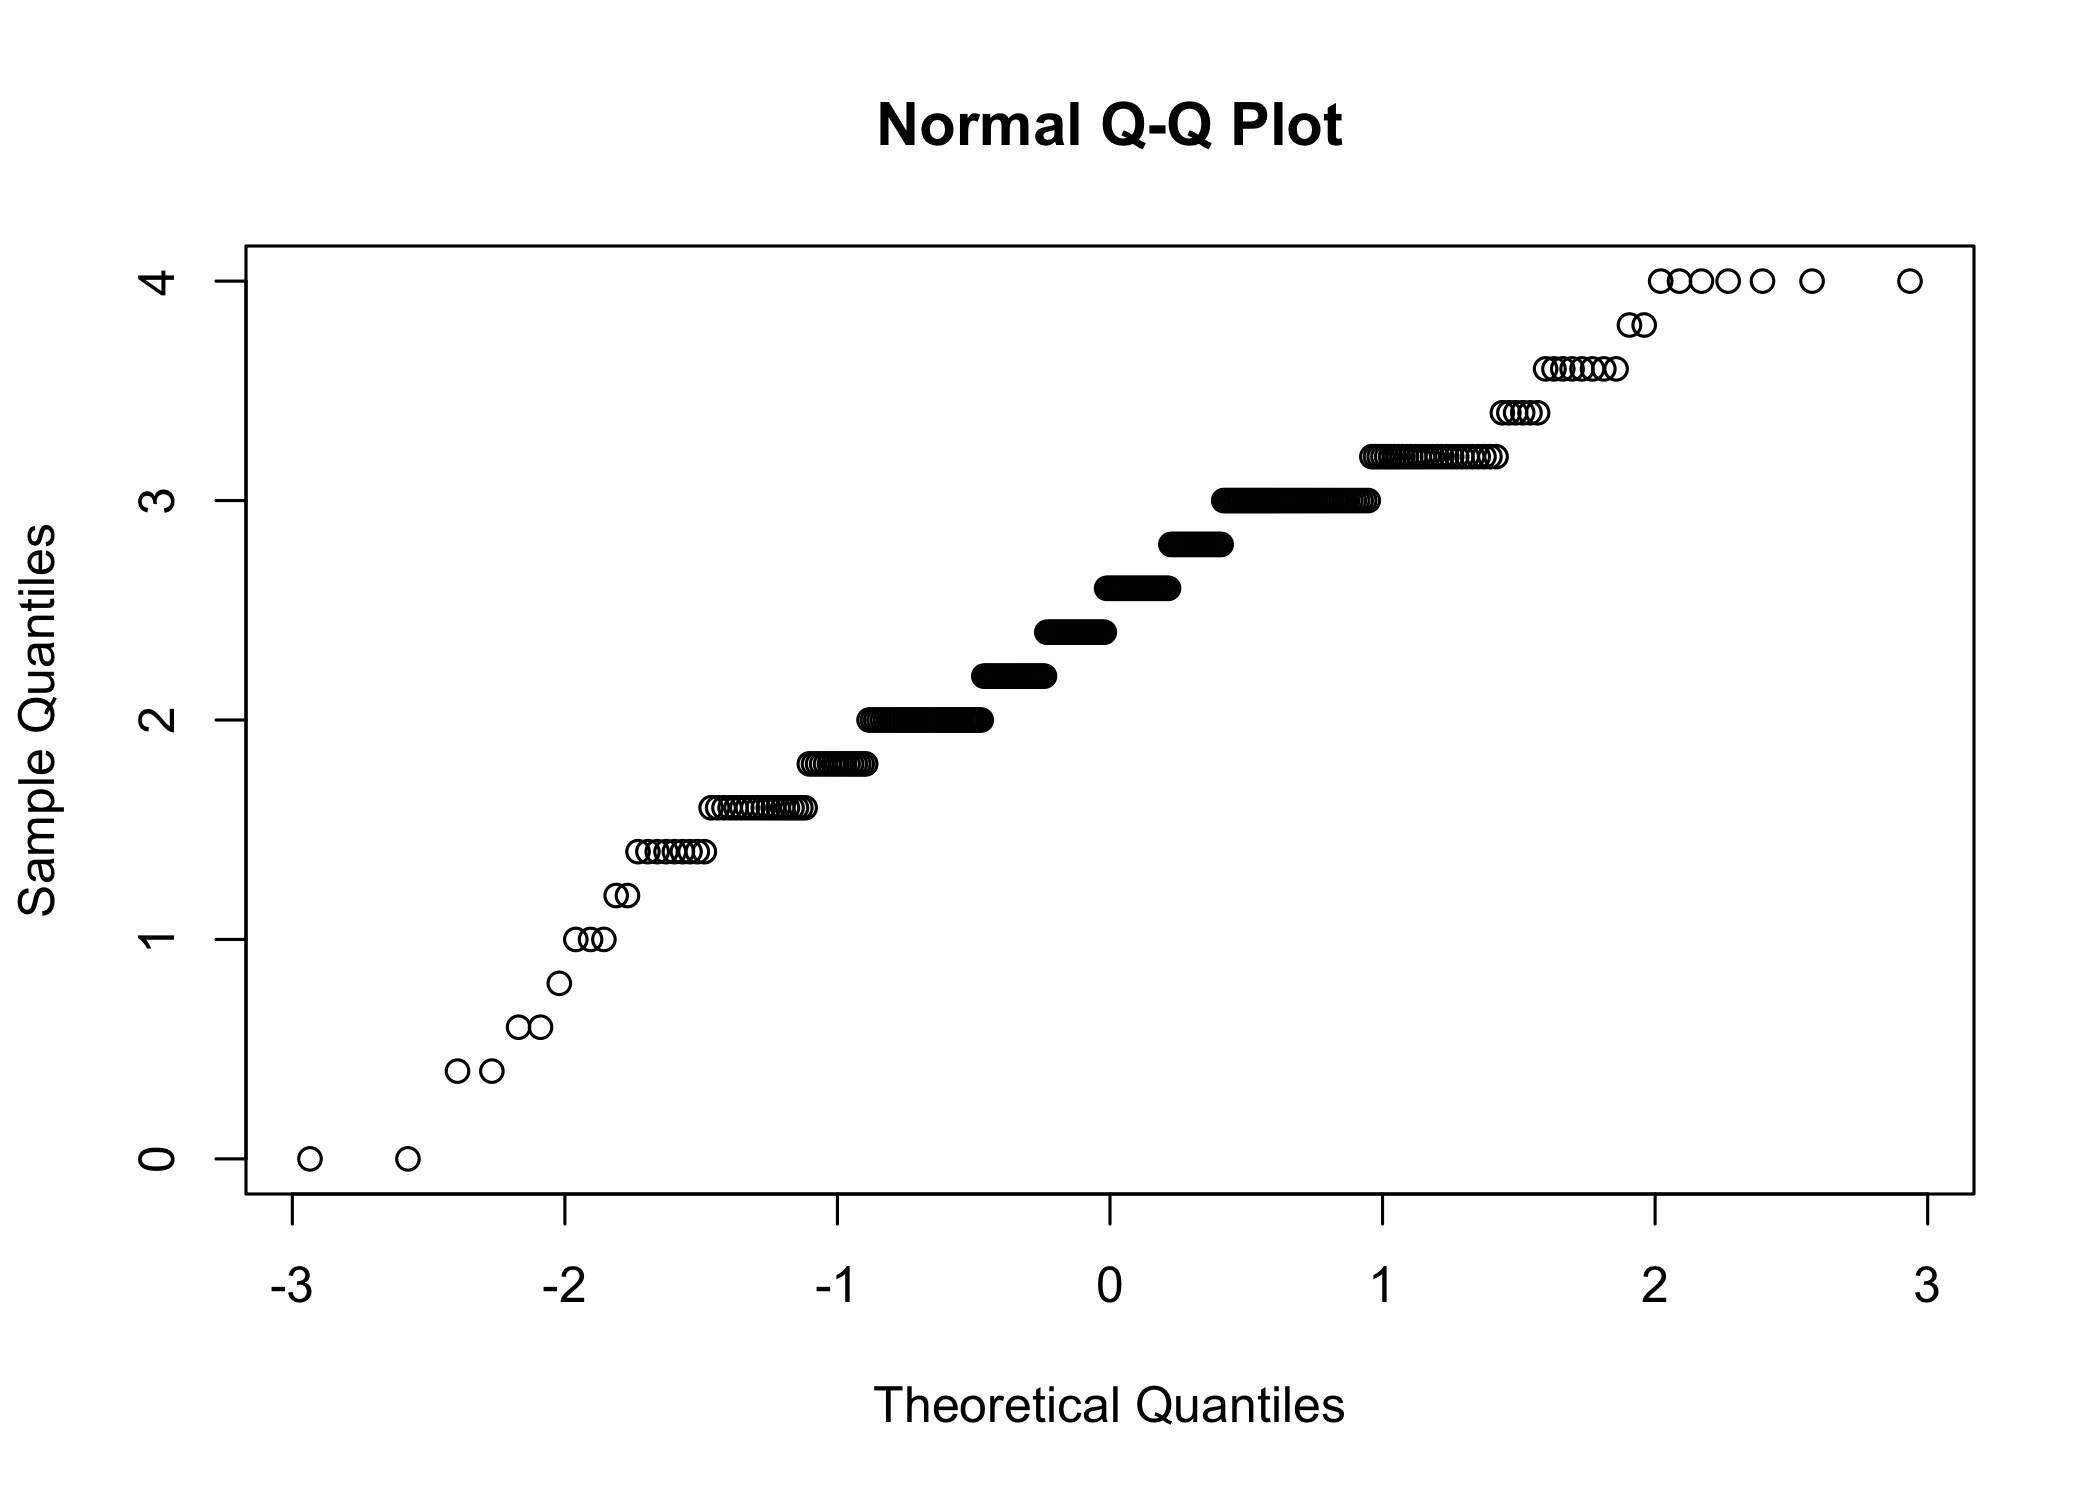 Normal Q-Q Plot
Sample Quantiles
4
3
2
1
0
-3 -2 -1 0 1 2 3
Theoretical Quantiles